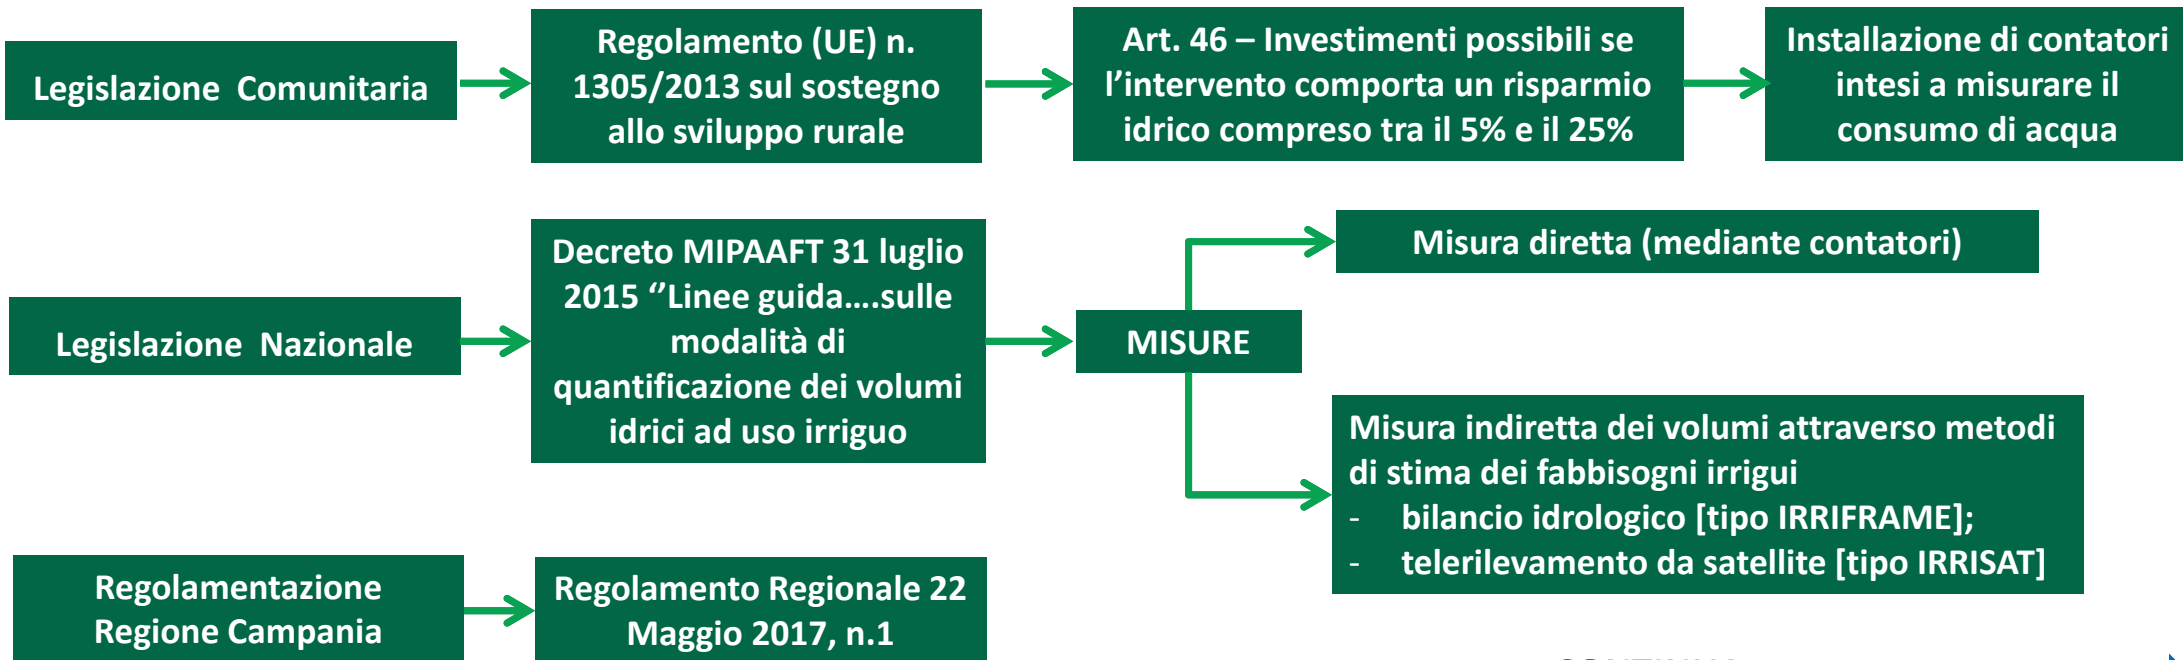 Legislazione Comunitaria
Regolamento (UE) n.
1305/2013 sul sostegno
allo sviluppo rurale
Art. 46 – Investimenti possibili se
l’intervento comporta un risparmio
idrico compreso tra il 5% e il 25%
Installazione di contatori
intesi a misurare il
consumo di acqua
Legislazione Nazionale
Decreto MIPAAFT 31 luglio
2015 ‘’Linee guida....sulle
modalità di
quantificazione dei volumi
idrici ad uso irriguo
MISURE
Misura diretta (mediante contatori)
Misura indiretta dei volumi attraverso metodi
di stima dei fabbisogni irrigui
- bilancio idrologico [tipo IRRIFRAME];
- telerilevamento da satellite [tipo IRRISAT]
Regolamentazione
Regione Campania
Regolamento Regionale 22
Maggio 2017, n.1